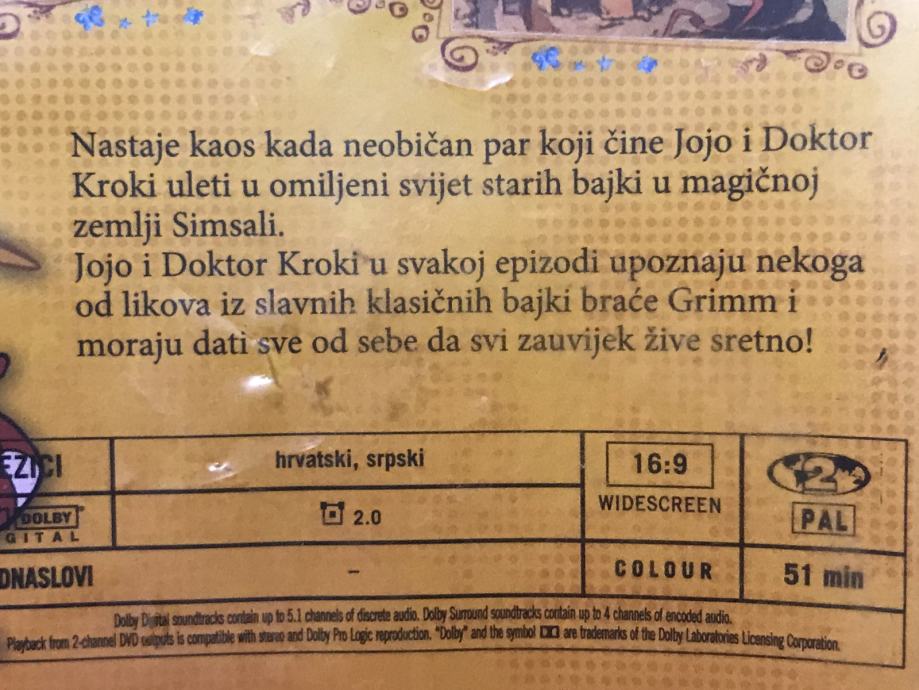 Nastaje kaos kada neobičan par koji čine Jojo i Doktor
Kroki uleti u omiljeni svijet starih bajki u magičnoj
zemlji Simsali.
Jojo i Doktor Kroki u svakoj epizodi upoznaju nekoga
od likova iz slavnih klasičnih bajki braće Grimm i
moraju dati sve od sebe da svi zauvijek žive sretno!
EZICI
hrvatski, srpski
16:9
WIDESCREEN
2
PAL
DOLBY
GITAL
2.0
DNASLOVI
–
COLOUR
51 min
Dolby Digital soundtracks contain up to 5.1 channels of discrete audio. Dolby Surround soundtracks contain up to 4 channels of encoded audio.
Playback from 2-channel DVD outputs is compatible with stereo and Dolby Pro Logic reproduction. "Dolby" and the symbol are trademarks of the Dolby Laboratories Licensing Corporation.